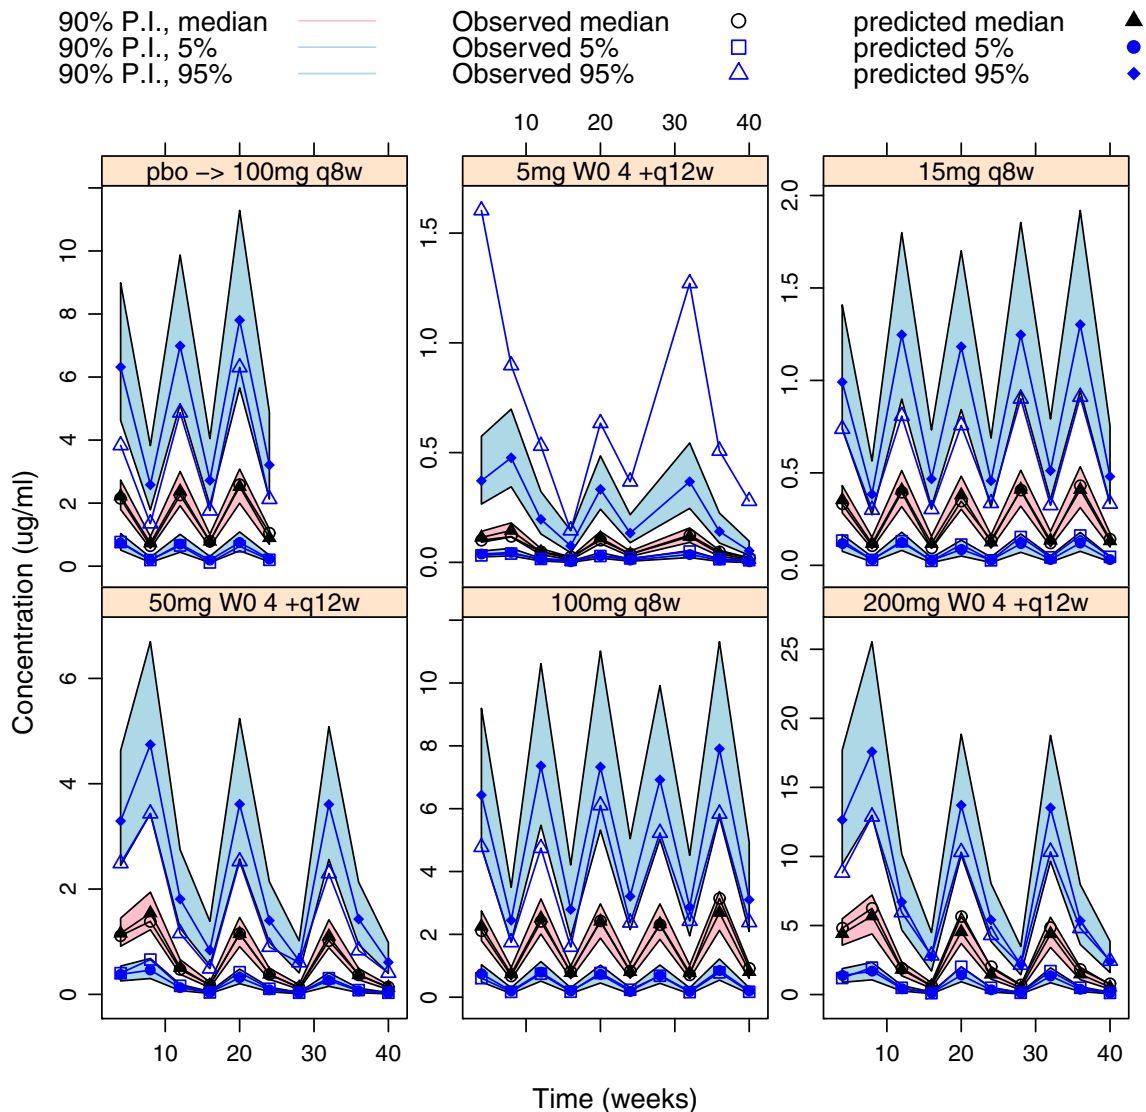 90% P.I., median Observed median predicted median
90% P.I., 5% Observed 5% predicted 5%
90% P.I., 95% Observed 95% predicted 95%
10 20 30 40
pbo −> 100mg q8w 5mg W0 4 +q12w 15mg q8w
0 2 4 6 8 10
0.0 0.5 1.0 1.5
0.0 0.5 1.0 1.5 2.0
Concentration (ug/ml)
50mg W0 4 +q12w 100mg q8w 200mg W0 4 +q12w
0 2 4 6
0 2 4 6 8 10
0 5 10 15 20 25
10 20 30 40 10 20 30 40
Time (weeks)